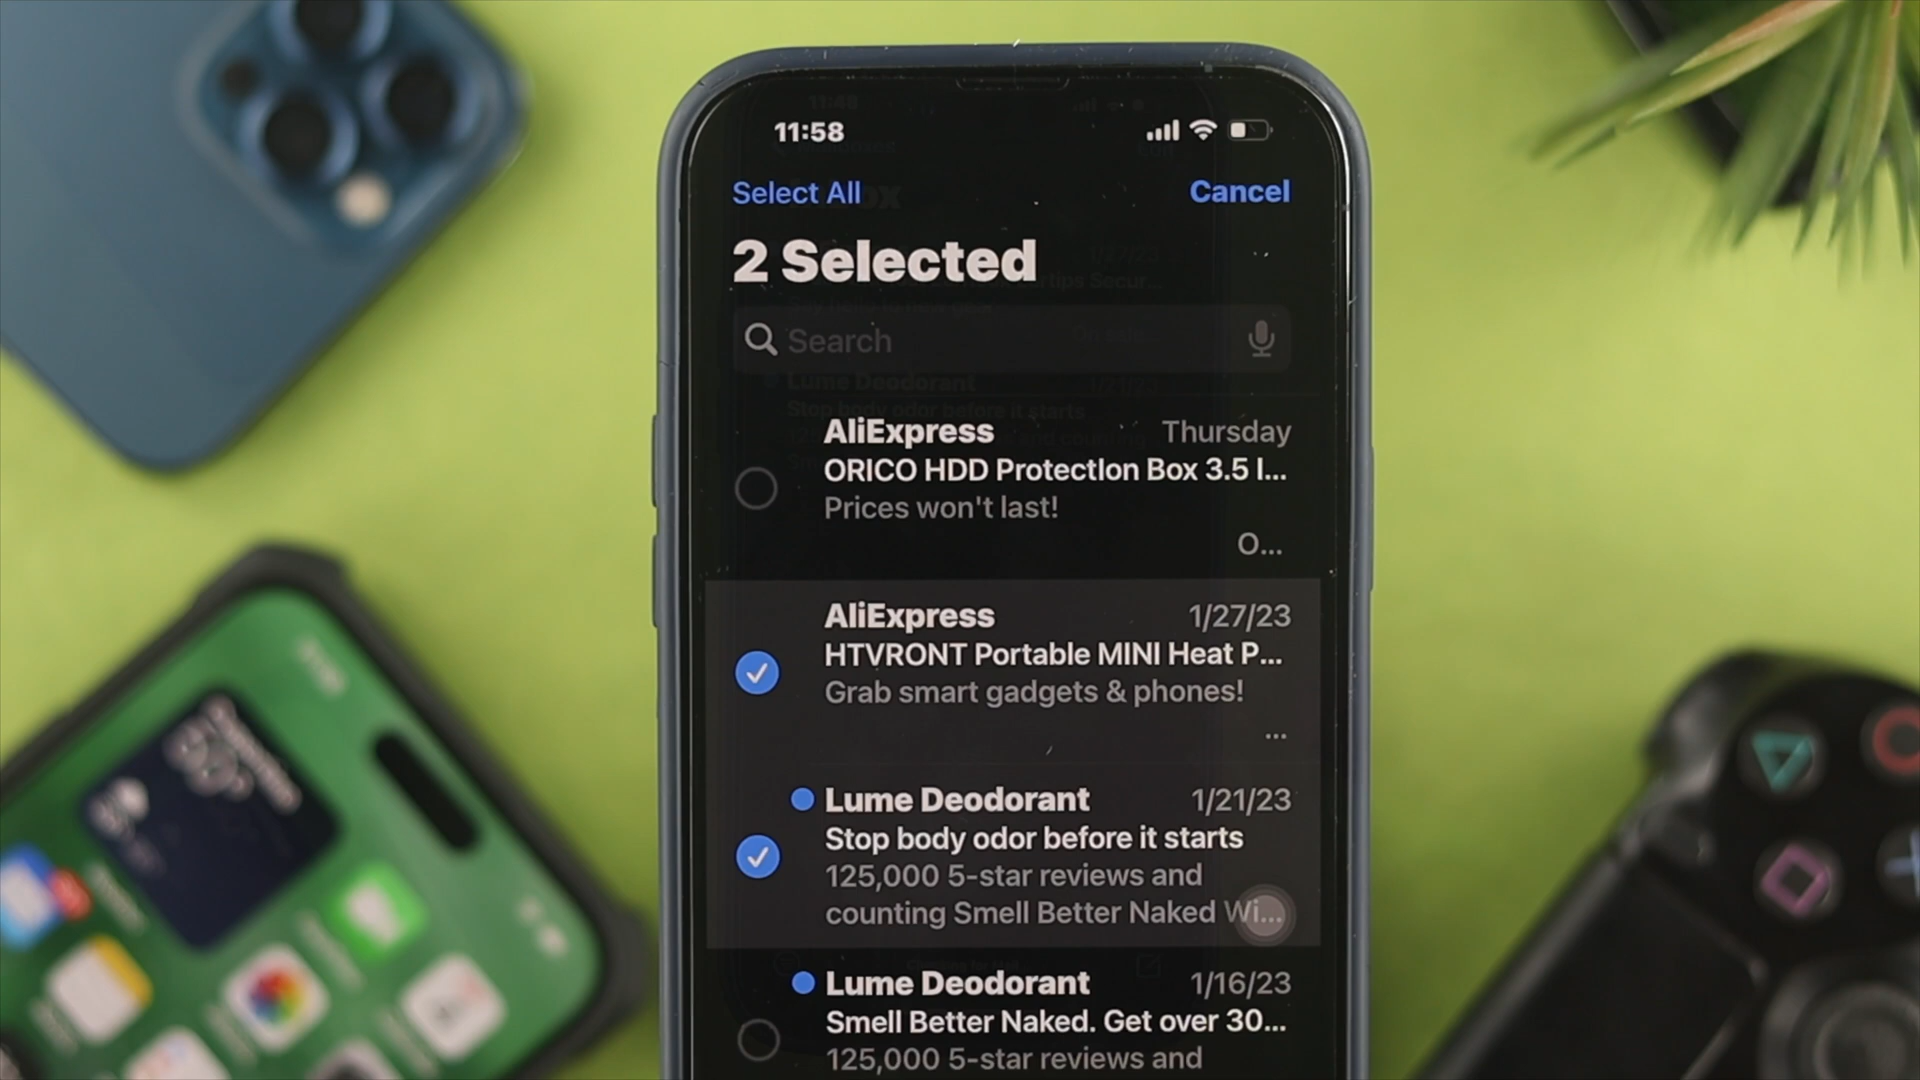 11:58
Select All
Cancel
2 Selected
Search
AliExpress
Thursday
ORICO HDD Protection Box 3.5 I...
Prices won't last!
O...
AliExpress
1/27/23
HTVRONT Portable MINI Heat P...
Grab smart gadgets & phones!
...
Lume Deodorant
1/21/23
Stop body odor before it starts
125,000 5-star reviews and
counting Smell Better Naked Wi...
Lume Deodorant
1/16/23
Smell Better Naked. Get over 30...
125,000 5-star reviews and